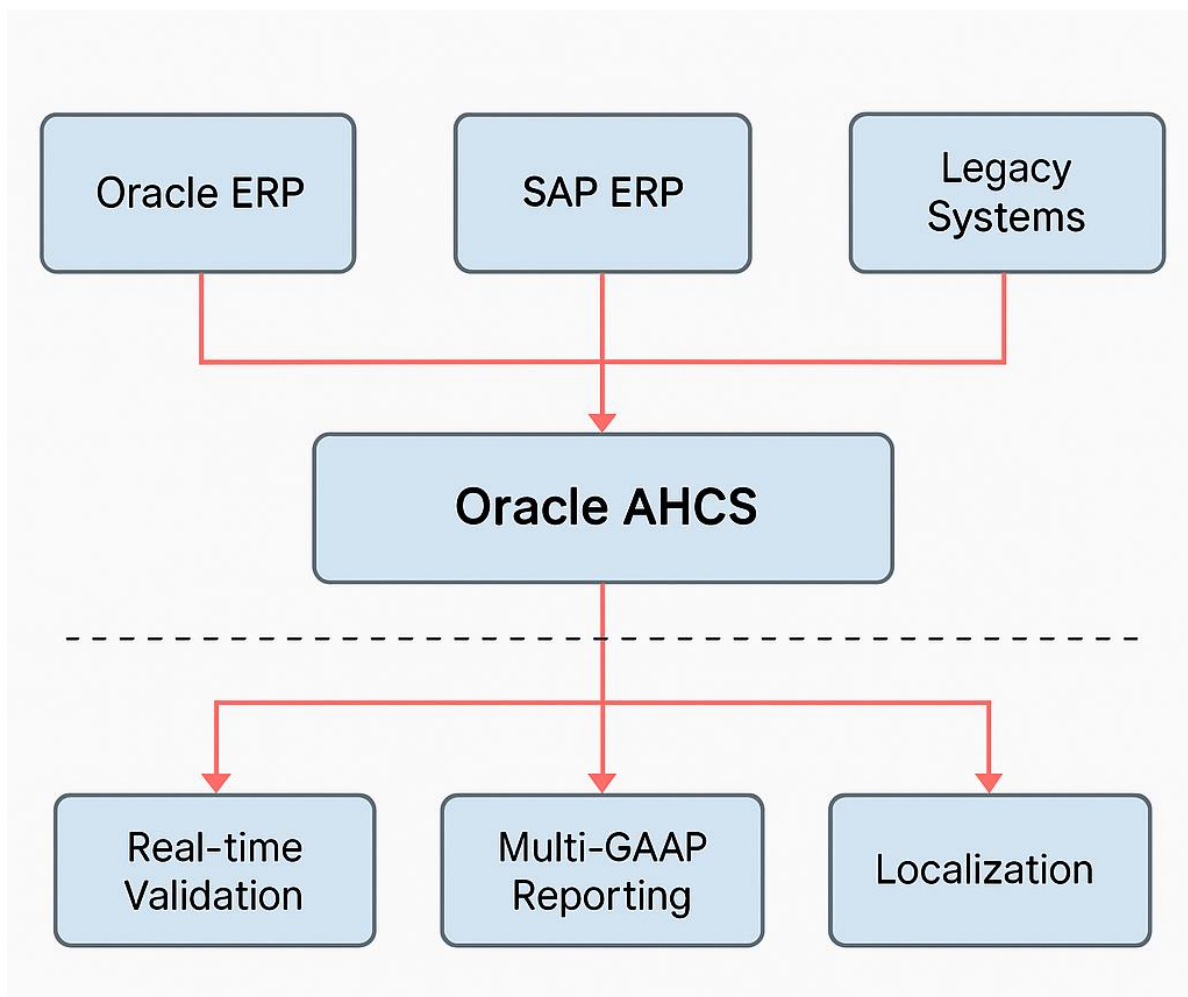 Oracle ERP
SAP ERP
Legacy
Systems
Oracle AHCS
Real-time
Validation
Multi-GAAP
Reporting
Localization